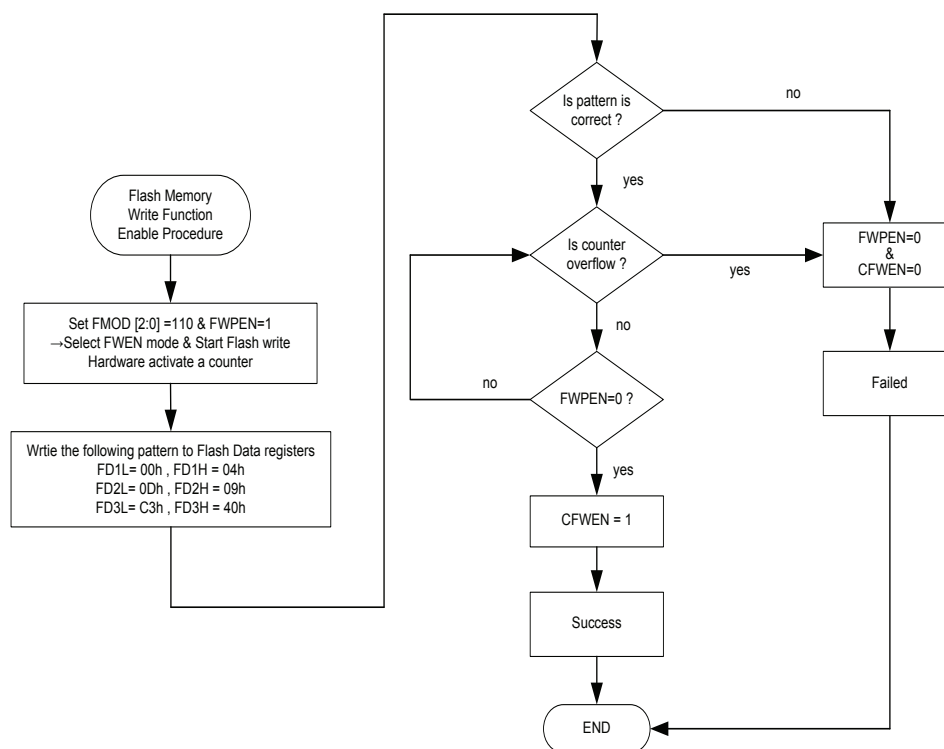 Flash Memory
Write Function
Enable Procedure
Set FMOD [2:0] =110 & FWPEN=1
→Select FWEN mode & Start Flash write
Hardware activate a counter
Wrtie the following pattern to Flash Data registers
FD1L= 00h , FD1H = 04h
FD2L= 0Dh , FD2H = 09h
FD3L= C3h , FD3H = 40h
Is pattern is
correct ?
no
yes
Is counter
overflow ?
yes
no
FWPEN=0
&
CFWEN=0
FWPEN=0 ?
no
yes
Failed
CFWEN = 1
Success
END